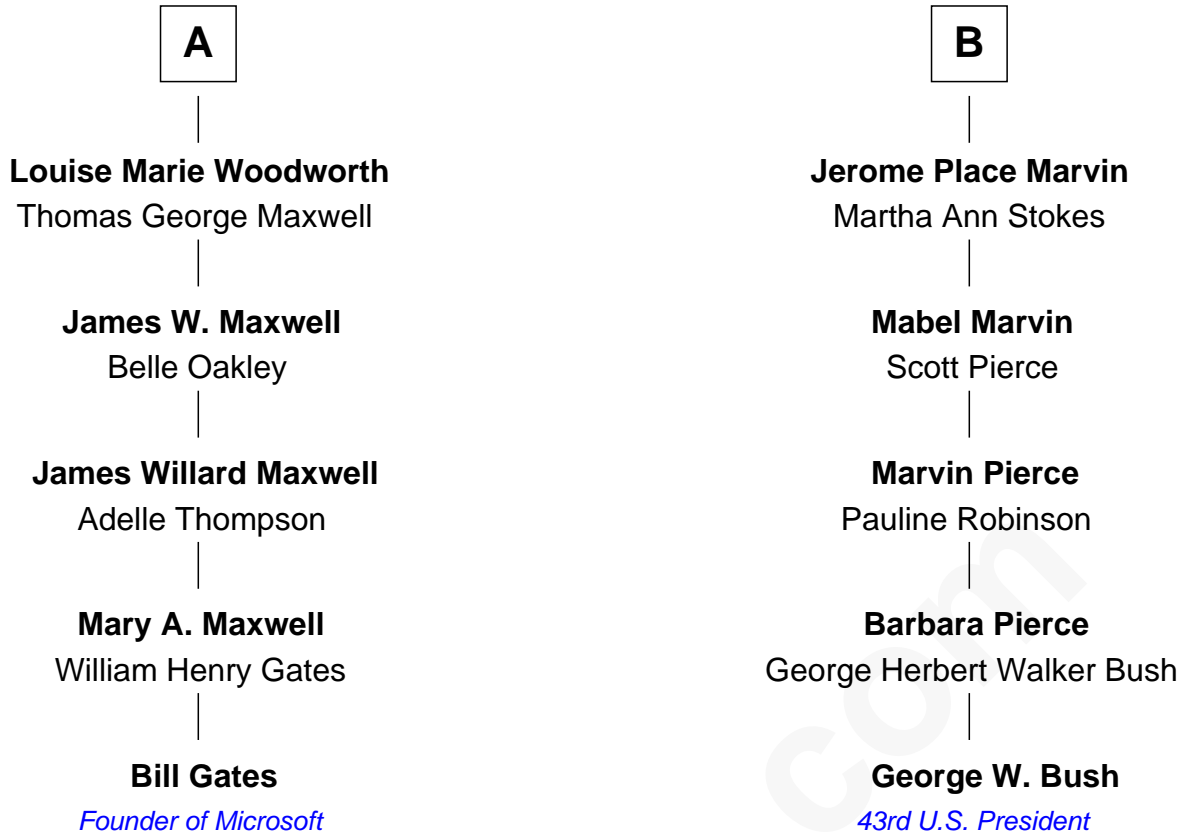 A
Louise Marie Woodworth
Thomas George Maxwell
James W. Maxwell
Belle Oakley
James Willard Maxwell
Adelle Thompson
Mary A. Maxwell
William Henry Gates
Bill Gates
Founder of Microsoft
B
Jerome Place Marvin
Martha Ann Stokes
Mabel Marvin
Scott Pierce
Marvin Pierce
Pauline Robinson
Barbara Pierce
George Herbert Walker Bush
George W. Bush
43rd U.S. President
com